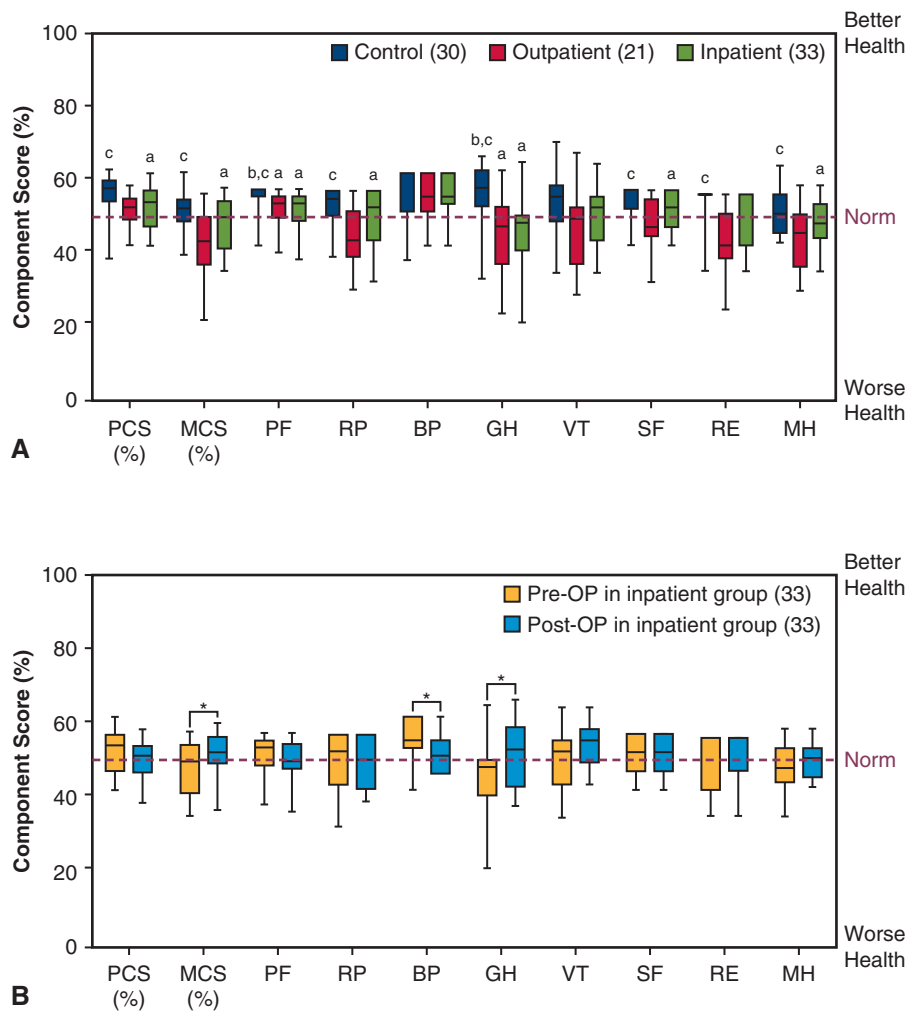 Better
Health
100
Control (30) Outpatient (21) Inpatient (33)
80
60
40
20
0
Component Score (%)
c a c a b,c a a c a b,c a a c a c c a
Norm
Worse
Health
PCS MCS PF RP BP GH VT SF RE MH
(%) (%)
A
Better
Health
100
Pre-OP in inpatient group (33)
Post-OP in inpatient group (33)
80
60
40
20
0
Component Score (%)
* * *
Norm
Worse
Health
PCS MCS PF RP BP GH VT SF RE MH
(%) (%)
B